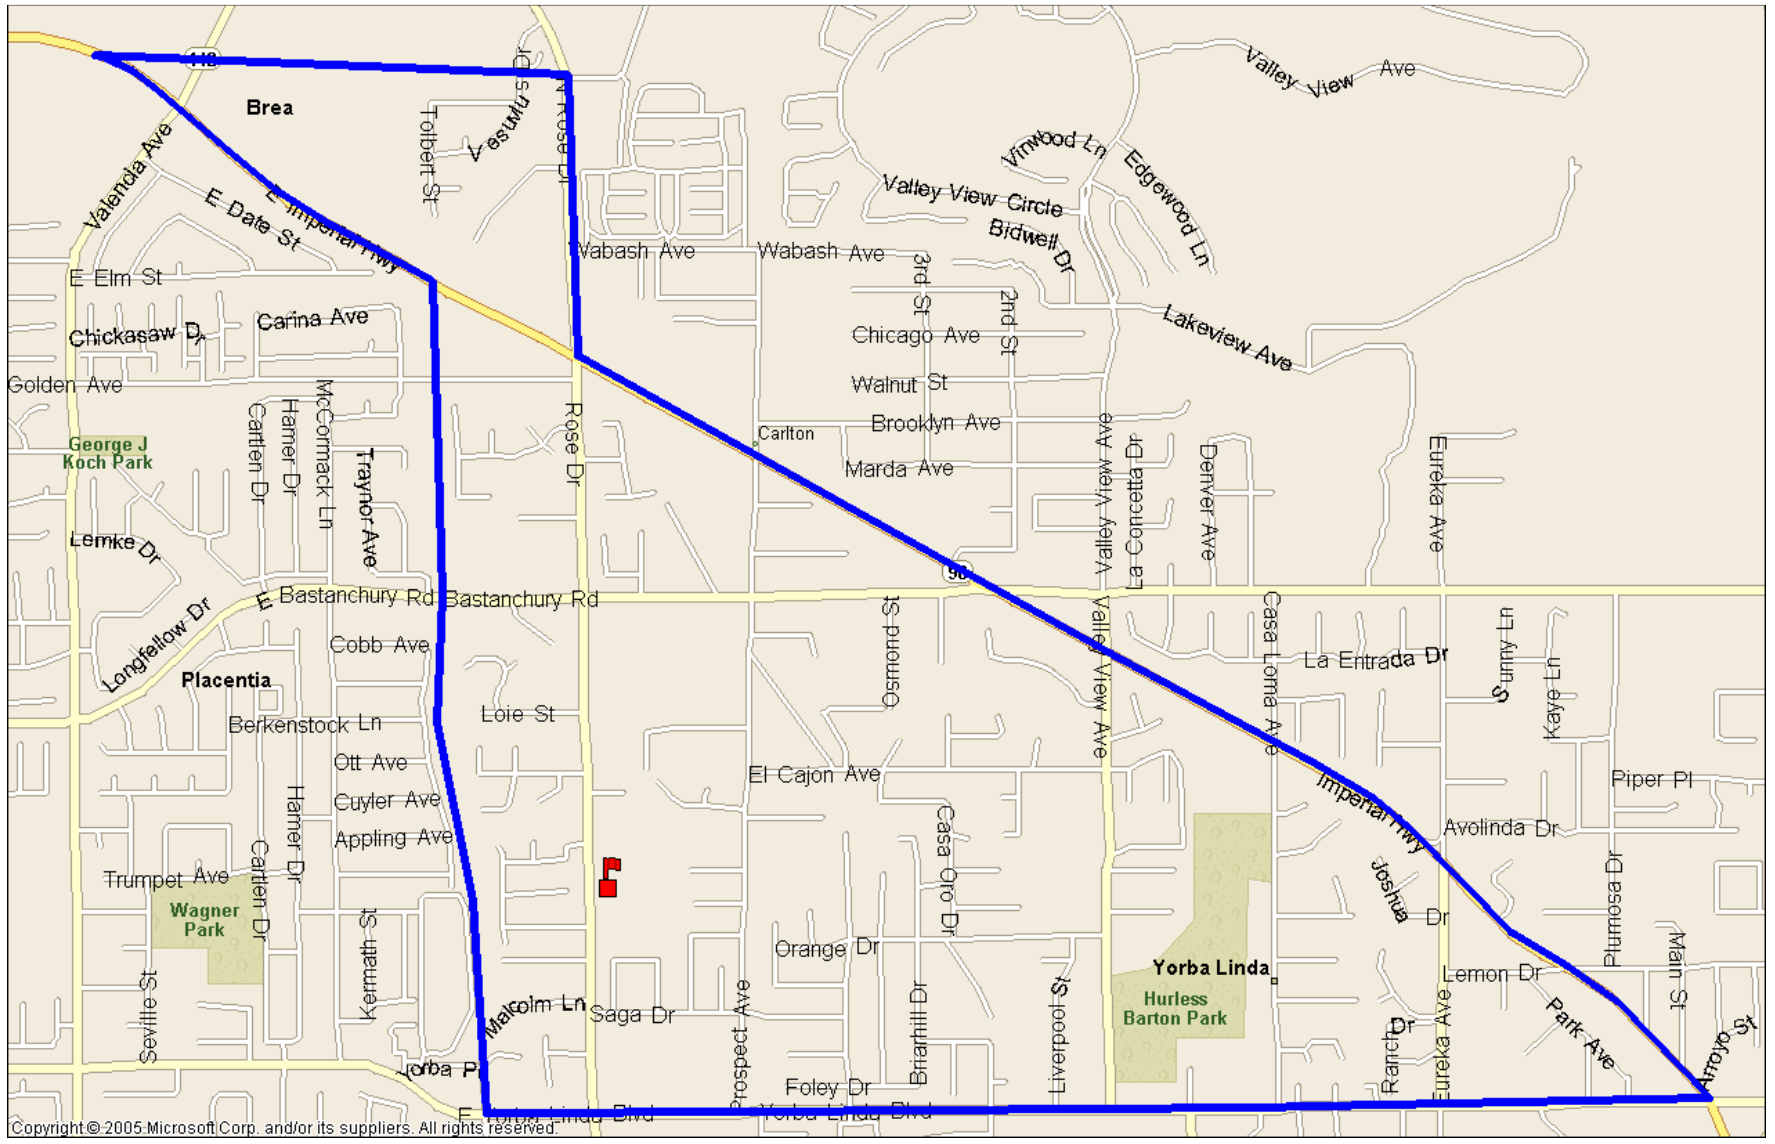 142
Valley View Ave
Brea
N Rose Dr
Tolbert St
Vesuvius Dr
Valencia Ave
Virwood Ln
Edgewood Ln
E Date St
E Imperial Hwy
Valley View Circle
Bidwell Dr
Wabash Ave
Wabash Ave
E Elm St
3rd St
2nd St
Chickasaw Dr
Carina Ave
Chicago Ave
Lakeview Ave
Golden Ave
Walnut St
McCormack Ln
Cartlen Dr
Hamer Dr
Rose Dr
Brooklyn Ave
Carlton
George J
Koch Park
Traynor Ave
Marda Ave
Valley View Ave
La Concetta Dr
Denver Ave
Eureka Ave
Lemke Dr
90
E Bastanchury Rd
Bastanchury Rd
Longfellow Dr
Cobb Ave
Osmond St
Valley View Ave
Casa Loma Ave
La Entrada Dr
Sunny Ln
Kaye Ln
Placentia
Berkenstock Ln
Loie St
Ott Ave
El Cajon Ave
Imperial Hwy
Piper Pl
Cuyler Ave
Hamer Dr
Appling Ave
Casa Oro Dr
Avolinda Dr
Trumpet Ave
Cartlen Dr
Joshua Dr
Plumosa Dr
Wagner
Park
Kermath St
Orange Dr
Yorba Linda
Lemon Dr
Main St
Seville St
Malcolm Ln
Saga Dr
Prospect Ave
Briarhill Dr
Liverpool St
Hurless
Barton Park
Ranch Dr
Eureka Ave
Park Ave
Arroyo St
Yorba Pl
Foley Dr
E Yorba Linda Blvd
Yorba Linda Blvd
Copyright © 2005 Microsoft Corp. and/or its suppliers. All rights reserved.